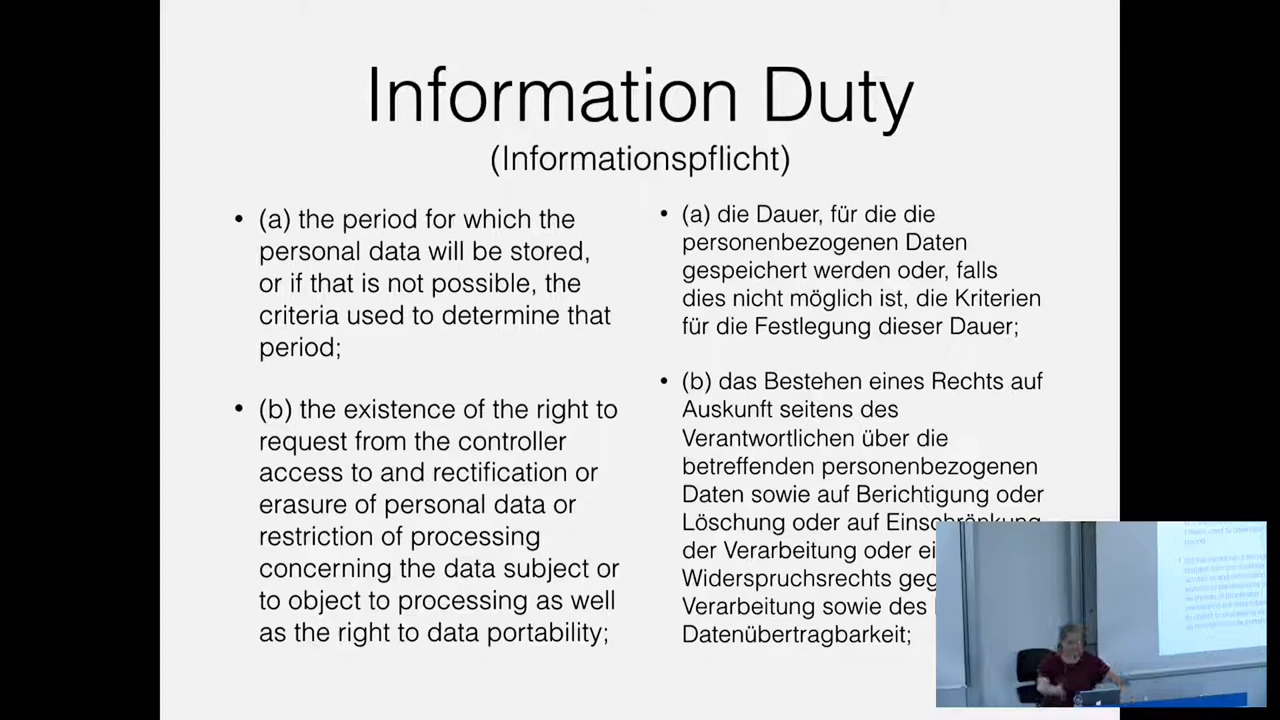 Information Duty
(Informationspflicht)
• (a) the period for which the
personal data will be stored,
or if that is not possible, the
criteria used to determine that
period;
• (b) the existence of the right to
request from the controller
access to and rectification or
erasure of personal data or
restriction of processing
concerning the data subject or
to object to processing as well
as the right to data portability;
• (a) die Dauer, für die die
personenbezogenen Daten
gespeichert werden oder, falls
dies nicht möglich ist, die Kriterien
für die Festlegung dieser Dauer;
• (b) das Bestehen eines Rechts auf
Auskunft seitens des
Verantwortlichen über die
betreffenden personenbezogenen
Daten sowie auf Berichtigung oder
Löschung oder auf Einschränkung
der Verarbeitung oder
Widerspruchsrechts
Verarbeitung sowie des
Datenübertragbarkeit;